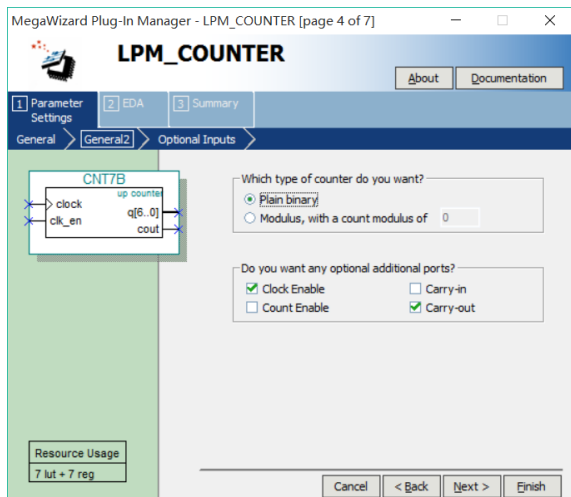 MegaWizard Plug-In Manager - LPM_COUNTER [page 4 of 7]
LPM_COUNTER
About
Documentation
1 Parameter Settings
2 EDA
3 Summary
General
General2
Optional Inputs
CNT7B
up counter
clock
clk_en
q[6..0]
cout
Which type of counter do you want?
Plain binary
Modulus, with a count modulus of 0
Do you want any optional additional ports?
Clock Enable
Carry-in
Count Enable
Carry-out
Resource Usage
7 lut + 7 reg
Cancel
< Back
Next >
Finish